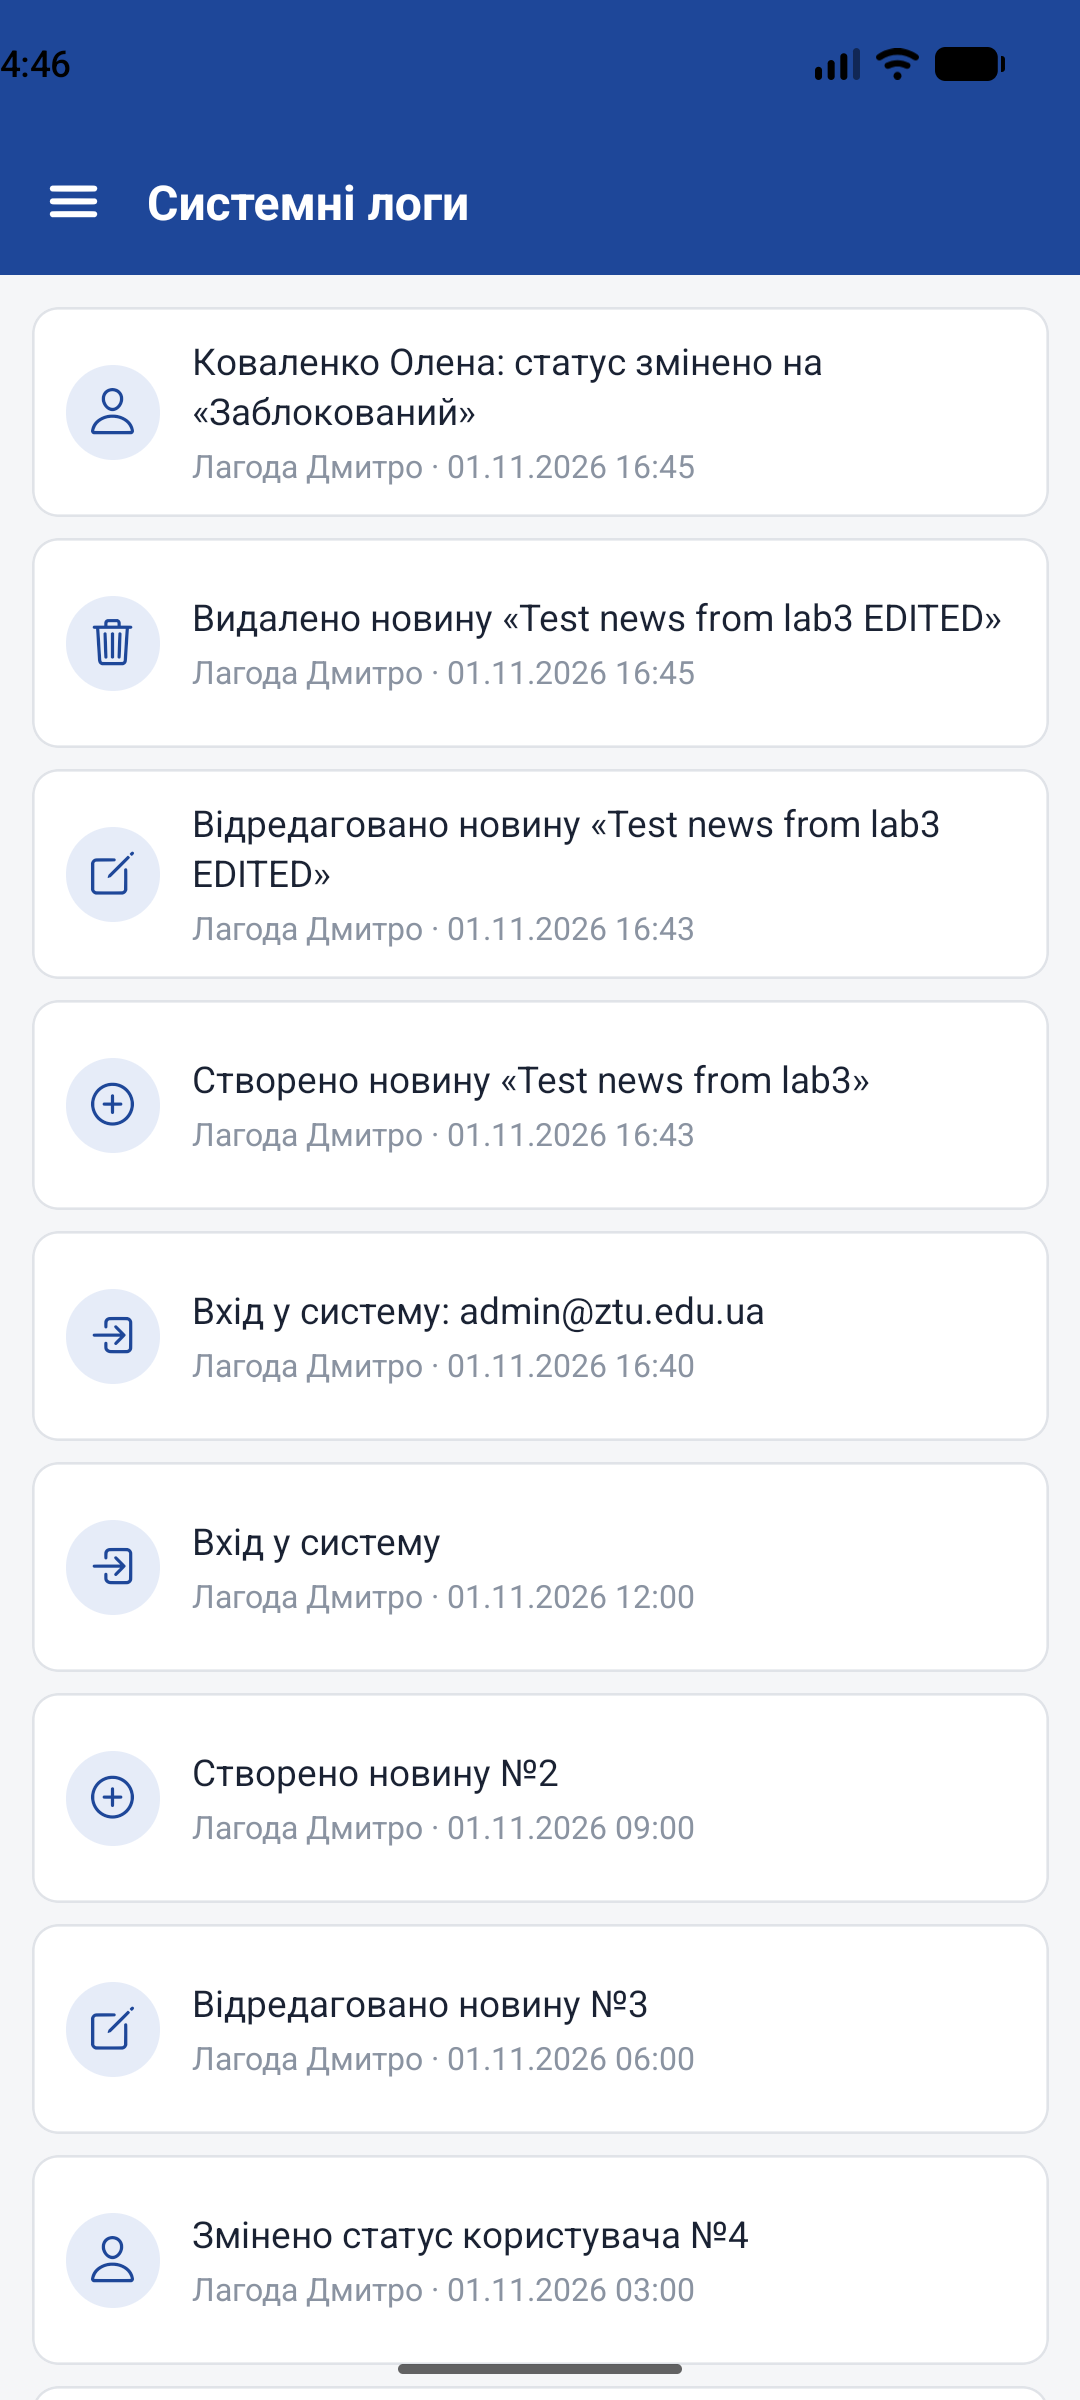 4:46
Системні логи
Коваленко Олена: статус змінено на
«Заблокований»
Лагода Дмитро · 01.11.2026 16:45
Видалено новину «Test news from lab3 EDITED»
Лагода Дмитро · 01.11.2026 16:45
Відредаговано новину «Test news from lab3
EDITED»
Лагода Дмитро · 01.11.2026 16:43
Створено новину «Test news from lab3»
Лагода Дмитро · 01.11.2026 16:43
Вхід у систему: admin@ztu.edu.ua
Лагода Дмитро · 01.11.2026 16:40
Вхід у систему
Лагода Дмитро · 01.11.2026 12:00
Створено новину №2
Лагода Дмитро · 01.11.2026 09:00
Відредаговано новину №3
Лагода Дмитро · 01.11.2026 06:00
Змінено статус користувача №4
Лагода Дмитро · 01.11.2026 03:00